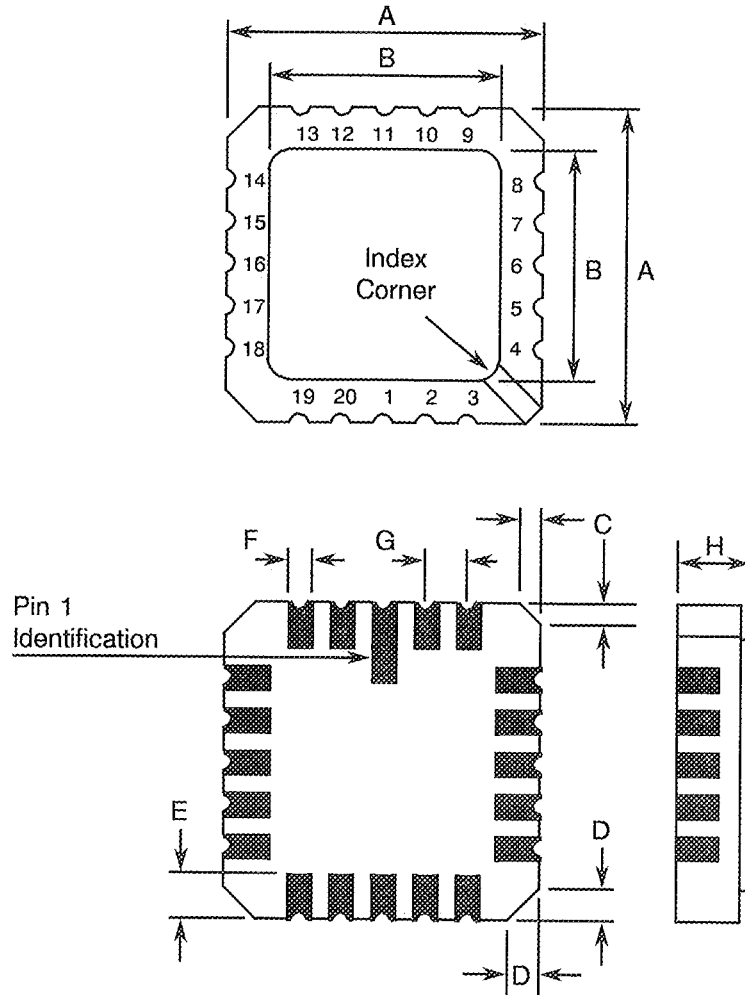 A
B
13 12 11 10 9
14 8
15 7
16 6
17 5
18 4
Index
Corner
B
A
19 20 1 2 3
F
G
C
H
Pin 1
Identification
E
D
D